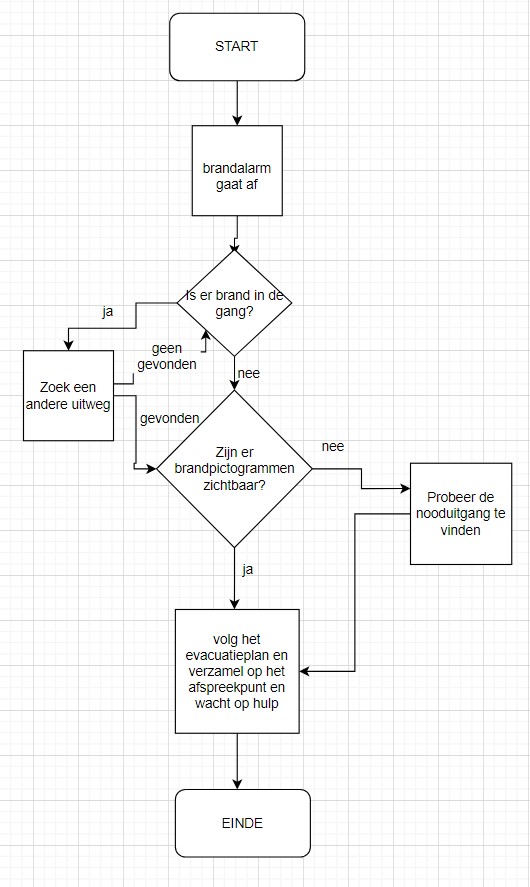 START
brandalarm
gaat af
Is er brand in de
gang?
ja
geen
gevonden
nee
Zoek een
andere uitweg
gevonden
Zijn er
brandpictogrammen
zichtbaar?
nee
Probeer de
nooduitgang te
vinden
ja
volg het
evacuatieplan en
verzamel op het
afspreekpunt en
wacht op hulp
EINDE